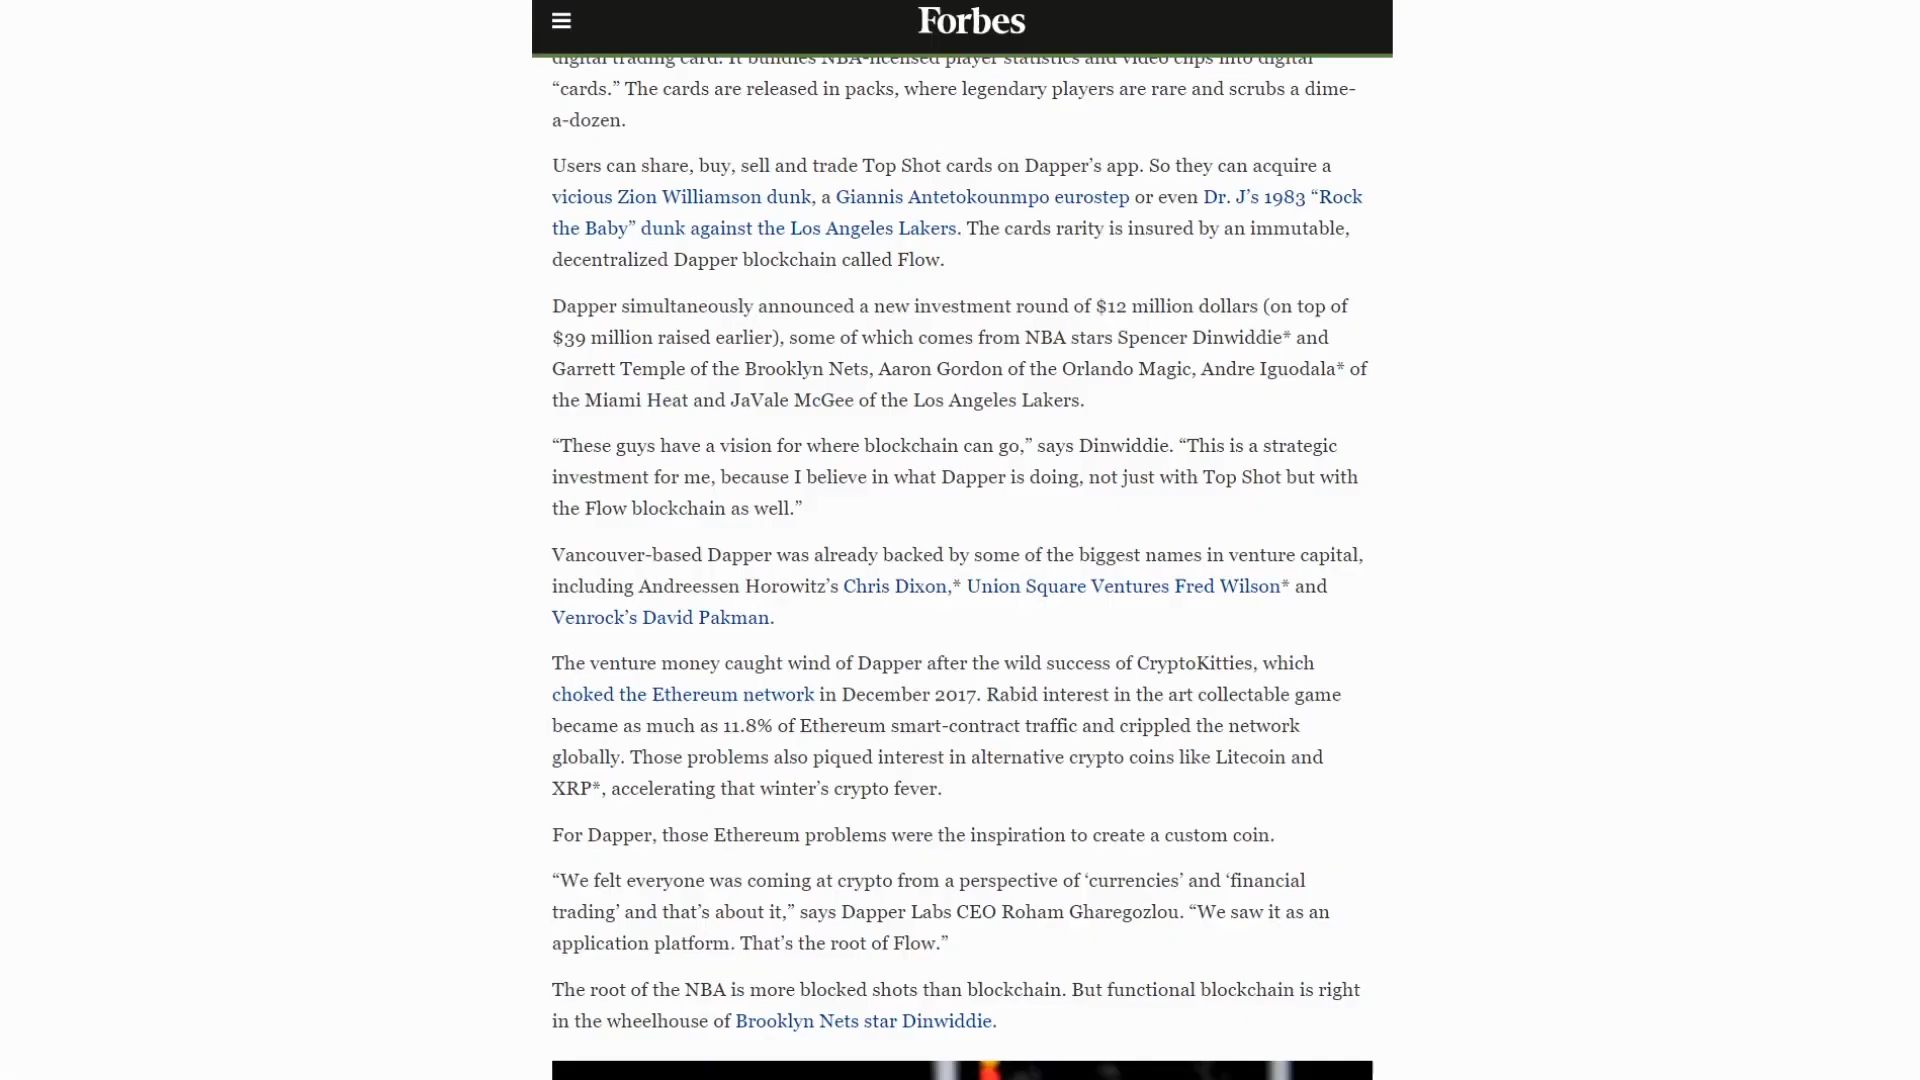 Forbes
digital trading card. It bundles NBA-licensed player statistics and video clips into digital
“cards.” The cards are released in packs, where legendary players are rare and scrubs a dime-
a-dozen.
Users can share, buy, sell and trade Top Shot cards on Dapper’s app. So they can acquire a
vicious Zion Williamson dunk, a Giannis Antetokounmpo eurostep or even Dr. J’s 1983 “Rock
the Baby” dunk against the Los Angeles Lakers. The cards rarity is insured by an immutable,
decentralized Dapper blockchain called Flow.
Dapper simultaneously announced a new investment round of $12 million dollars (on top of
$39 million raised earlier), some of which comes from NBA stars Spencer Dinwiddie* and
Garrett Temple of the Brooklyn Nets, Aaron Gordon of the Orlando Magic, Andre Iguodala* of
the Miami Heat and JaVale McGee of the Los Angeles Lakers.
“These guys have a vision for where blockchain can go,” says Dinwiddie. “This is a strategic
investment for me, because I believe in what Dapper is doing, not just with Top Shot but with
the Flow blockchain as well.”
Vancouver-based Dapper was already backed by some of the biggest names in venture capital,
including Andreessen Horowitz’s Chris Dixon,* Union Square Ventures Fred Wilson* and
Venrock’s David Pakman.
The venture money caught wind of Dapper after the wild success of CryptoKitties, which
choked the Ethereum network in December 2017. Rabid interest in the art collectable game
became as much as 11.8% of Ethereum smart-contract traffic and crippled the network
globally. Those problems also piqued interest in alternative crypto coins like Litecoin and
XRP*, accelerating that winter’s crypto fever.
For Dapper, those Ethereum problems were the inspiration to create a custom coin.
“We felt everyone was coming at crypto from a perspective of ‘currencies’ and ‘financial
trading’ and that’s about it,” says Dapper Labs CEO Roham Gharegozlou. “We saw it as an
application platform. That’s the root of Flow.”
The root of the NBA is more blocked shots than blockchain. But functional blockchain is right
in the wheelhouse of Brooklyn Nets star Dinwiddie.